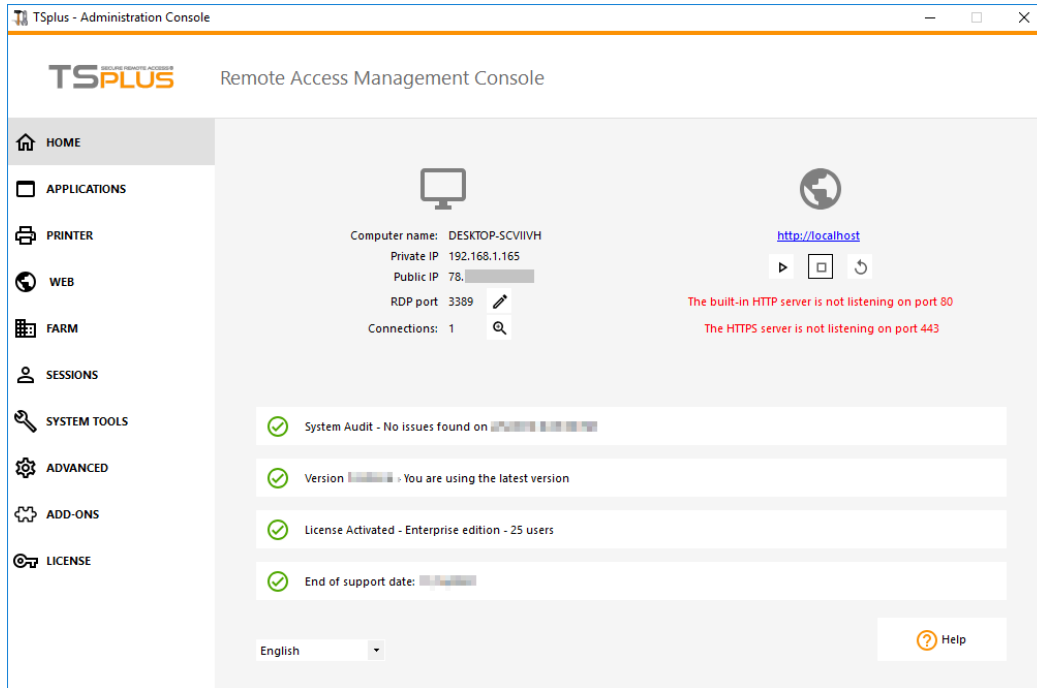 TSplus - Administration Console
SECURE REMOTE ACCESS
TSPLUS
Remote Access Management Console
HOME
APPLICATIONS
PRINTER
WEB
FARM
SESSIONS
SYSTEM TOOLS
ADVANCED
ADD-ONS
LICENSE
Computer name: DESKTOP-SCVIIVH
Private IP 192.168.1.165
Public IP 78.
RDP port 3389
Connections: 1
http://localhost
The built-in HTTP server is not listening on port 80
The HTTPS server is not listening on port 443
System Audit - No issues found on
Version - You are using the latest version
License Activated - Enterprise edition - 25 users
End of support date:
English
Help